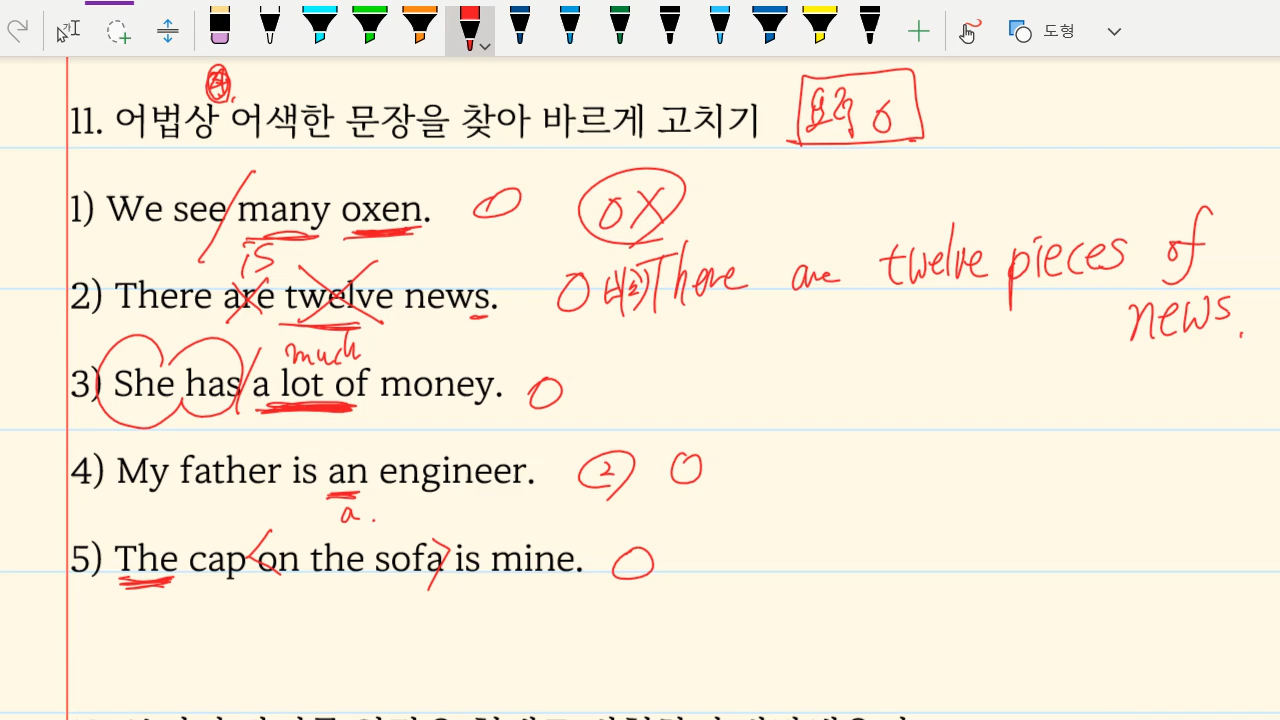 도형
11. 어법상 어색한 문장을 찾아 바르게 고치기
1) We see many oxen. O OX
is
2) There are twelve news. O There are twelve pieces of
news.
much
3) She has a lot of money. O
4) My father is an engineer. 2 O
a.
5) The cap on the sofa is mine. O